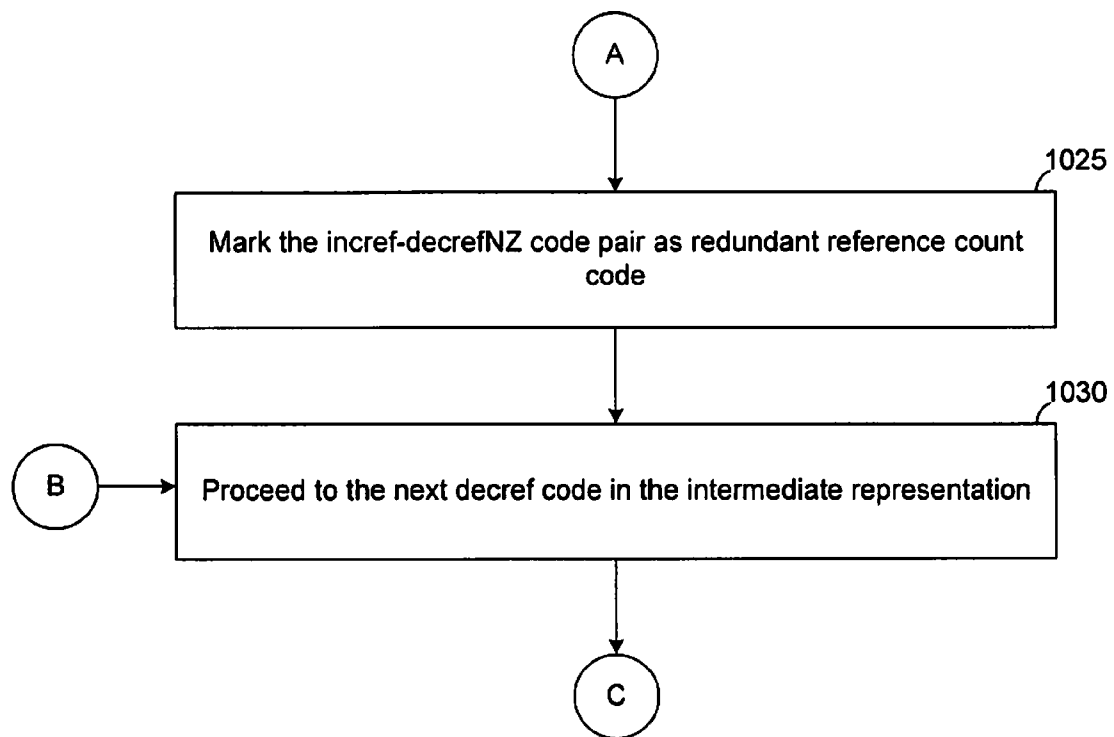 A
1025
Mark the incref-decrefNZ code pair as redundant reference count
code
1030
B
Proceed to the next decref code in the intermediate representation
C